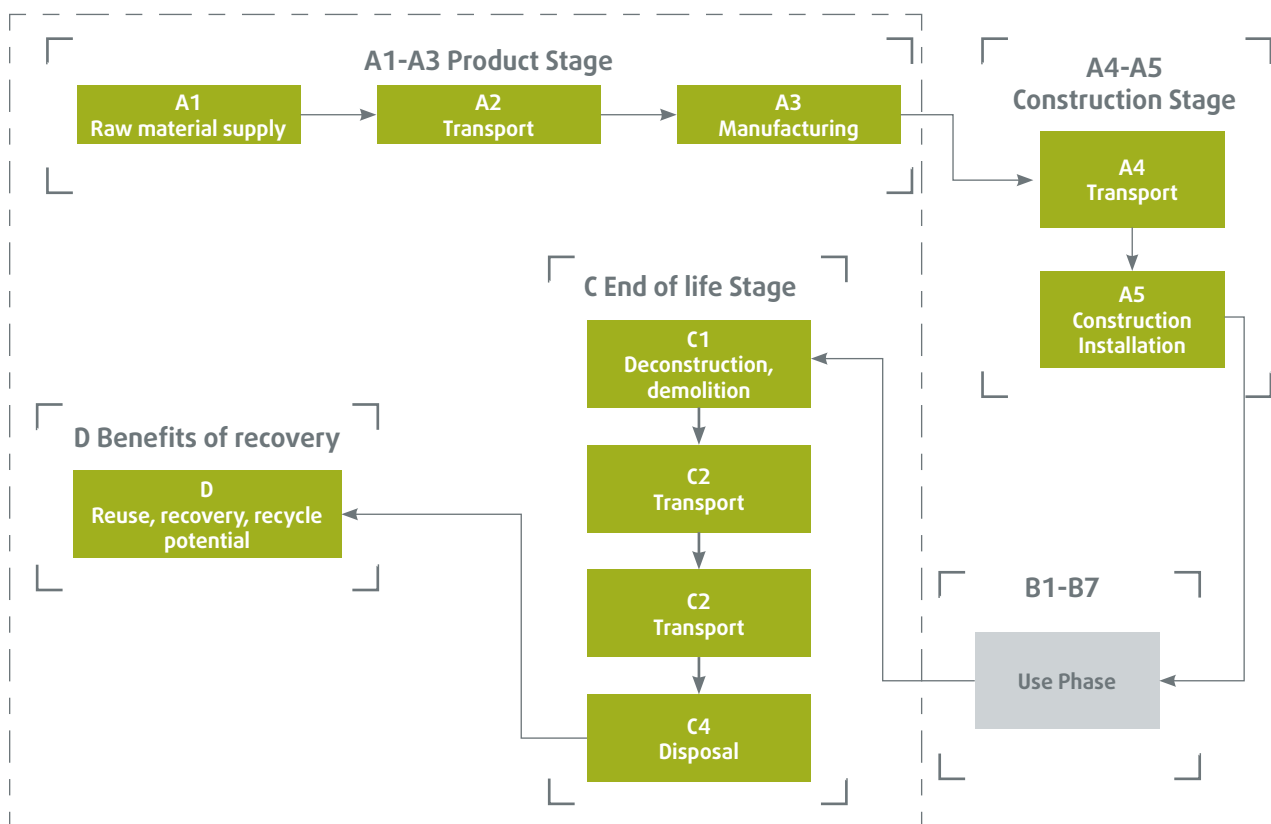 A1-A3 Product Stage
A1
Raw material supply
A2
Transport
A3
Manufacturing
A4-A5
Construction Stage
A4
Transport
A5
Construction
Installation
B1-B7
Use Phase
C End of life Stage
C1
Deconstruction,
demolition
C2
Transport
C2
Transport
C4
Disposal
D Benefits of recovery
D
Reuse, recovery, recycle
potential